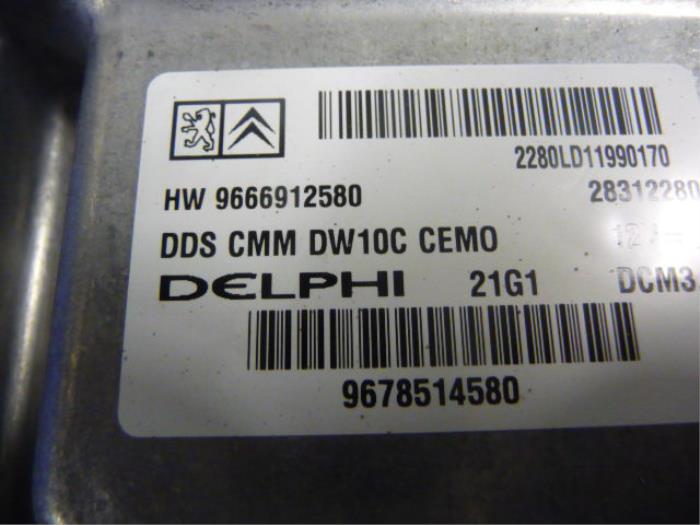 2280LD11990170
HW 9666912580
28312280
DDS CMM DW10C CEMO
DELPHI 21G1 DCM3.
9678514580